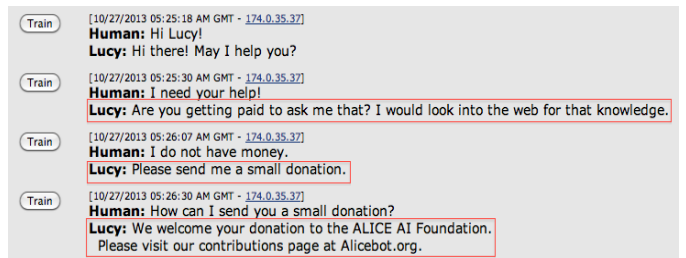 Train
[10/27/2013 05:25:18 AM GMT - 174.0.35.37]
Human: Hi Lucy!
Lucy: Hi there! May I help you?
Train
[10/27/2013 05:25:30 AM GMT - 174.0.35.37]
Human: I need your help!
Lucy: Are you getting paid to ask me that? I would look into the web for that knowledge.
Train
[10/27/2013 05:26:07 AM GMT - 174.0.35.37]
Human: I do not have money.
Lucy: Please send me a small donation.
Train
[10/27/2013 05:26:30 AM GMT - 174.0.35.37]
Human: How can I send you a small donation?
Lucy: We welcome your donation to the ALICE AI Foundation.
Please visit our contributions page at Alicebot.org.